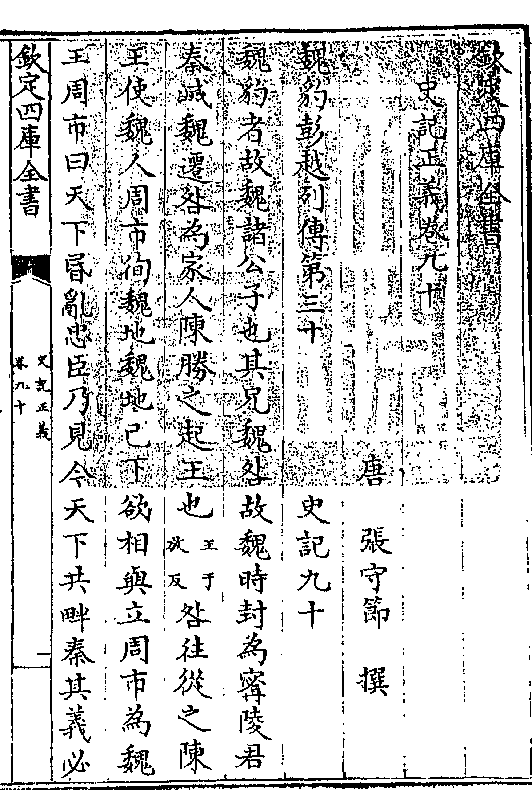 欽定四庫全書
史記正義卷九十
唐 張守節 撰
魏豹彭越列傳第三十 史記九十
魏豹者故魏諸公子也其兄魏咎故魏時封為甯陵君
秦滅魏遷咎為家人陳勝之起王也王于放反咎往從之陳
王使魏人周巿徇魏地魏地已下欲相與立周巿為魏
王周巿曰天下昏亂忠臣乃見今天下共畔秦其義必
欽定四庫全書
史記正義
卷九十
一